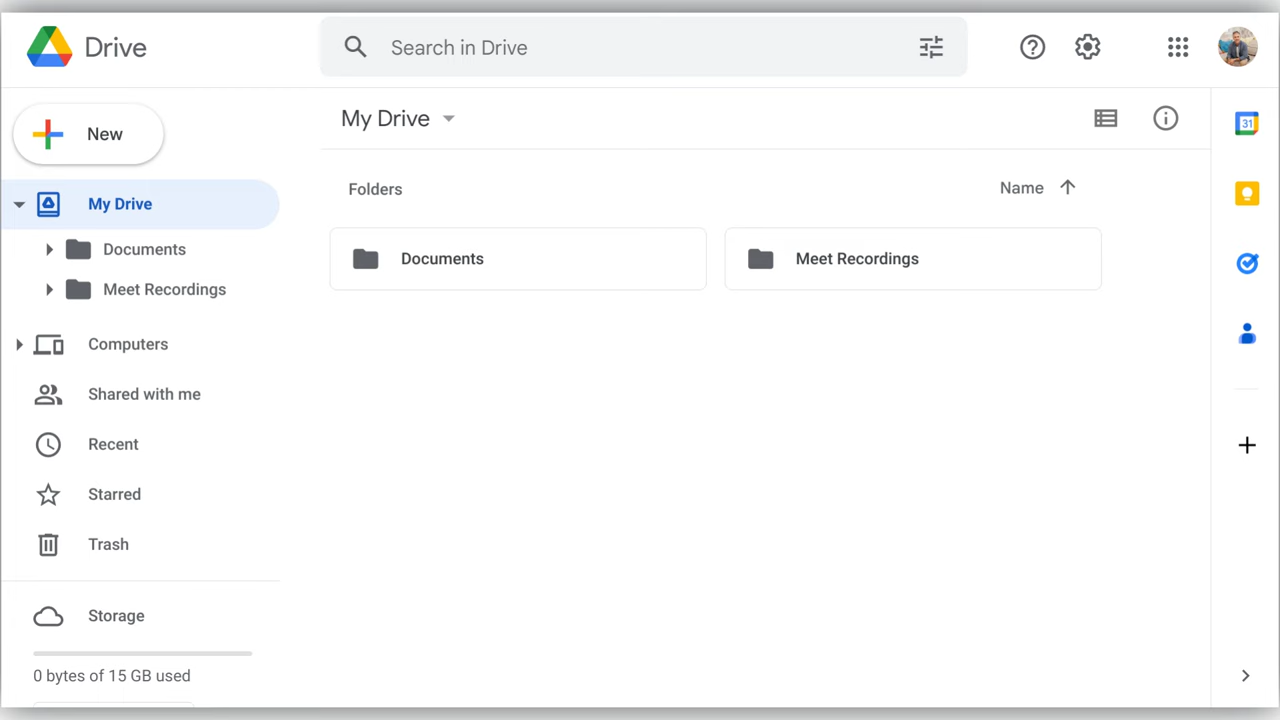 Drive
Search in Drive
New
My Drive
Documents
Meet Recordings
Computers
Shared with me
Recent
Starred
Trash
Storage
0 bytes of 15 GB used
My Drive
Folders
Name
Documents
Meet Recordings
31